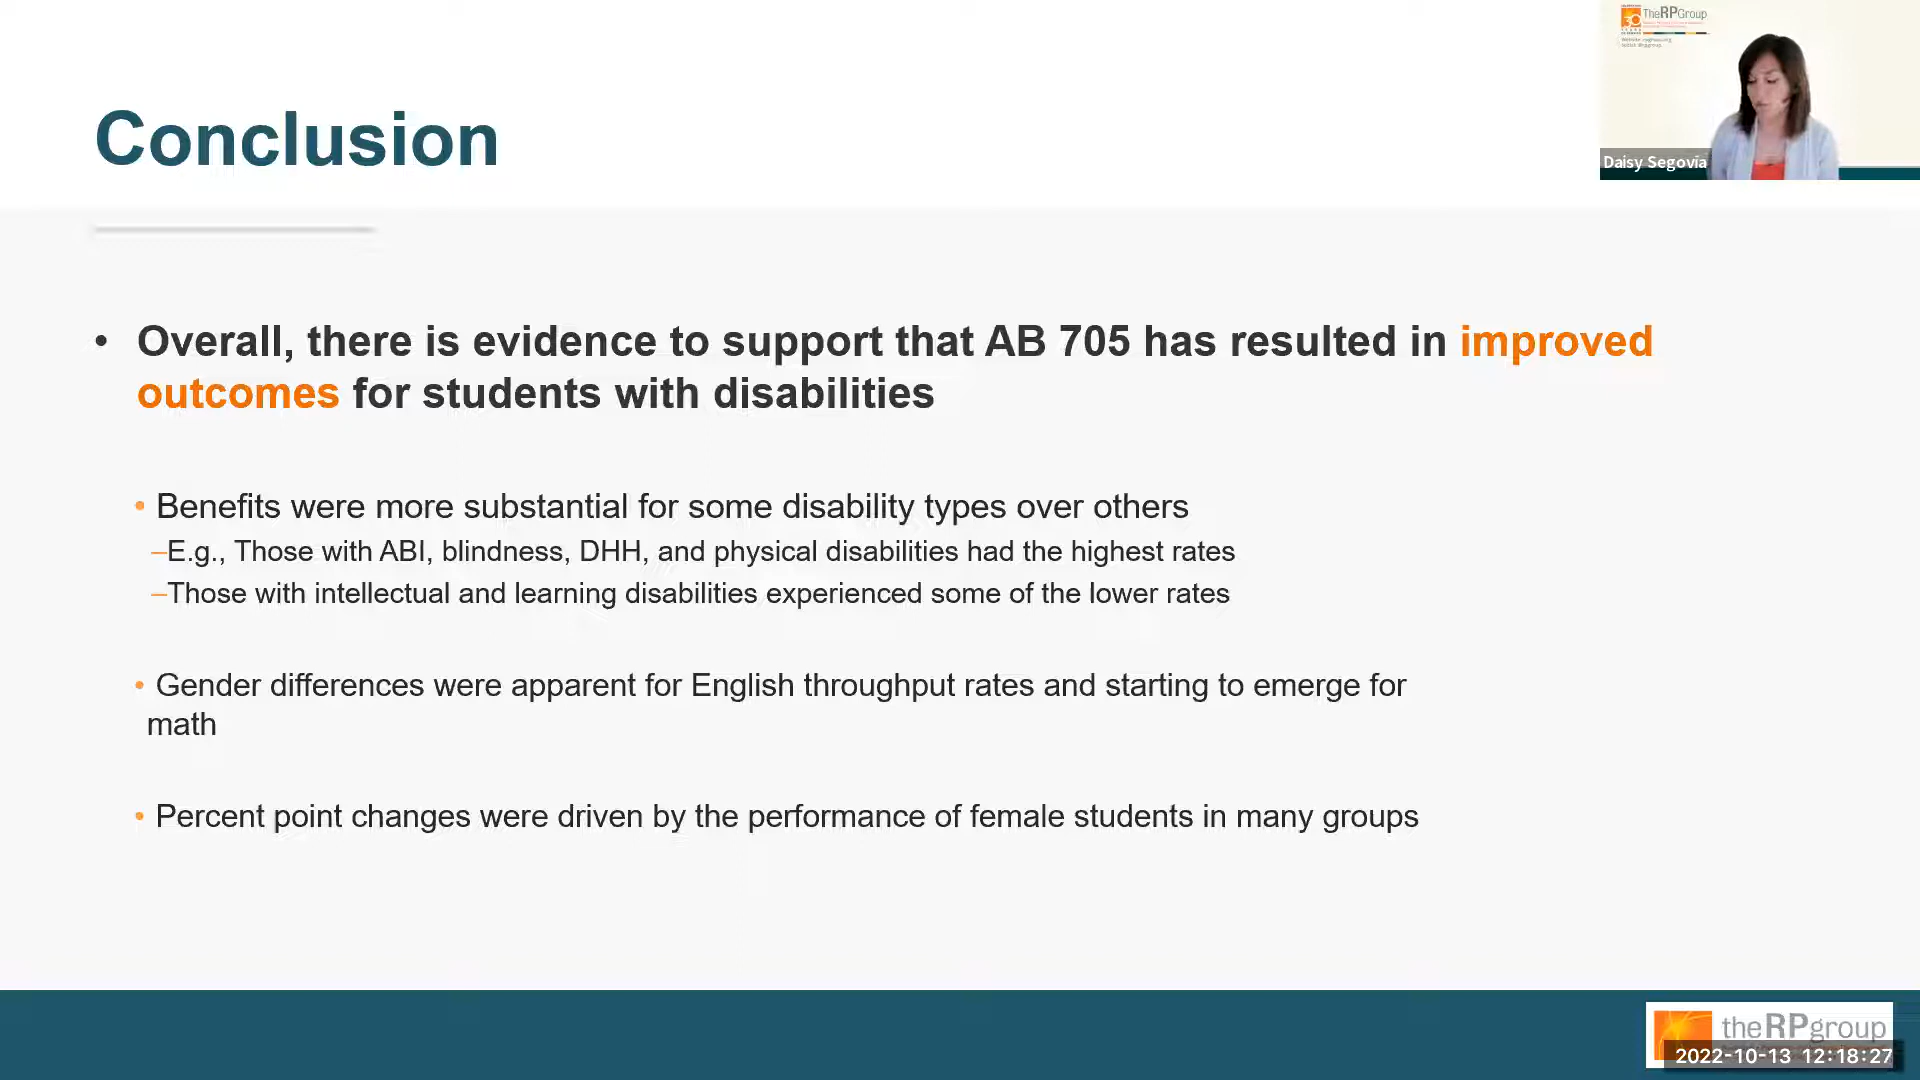 TheRPGroup
Conclusion
Daisy Segovia
• Overall, there is evidence to support that AB 705 has resulted in improved
outcomes for students with disabilities
• Benefits were more substantial for some disability types over others
–E.g., Those with ABI, blindness, DHH, and physical disabilities had the highest rates
–Those with intellectual and learning disabilities experienced some of the lower rates
• Gender differences were apparent for English throughput rates and starting to emerge for
math
• Percent point changes were driven by the performance of female students in many groups
theRPgroup
2022-10-13 12:18:27